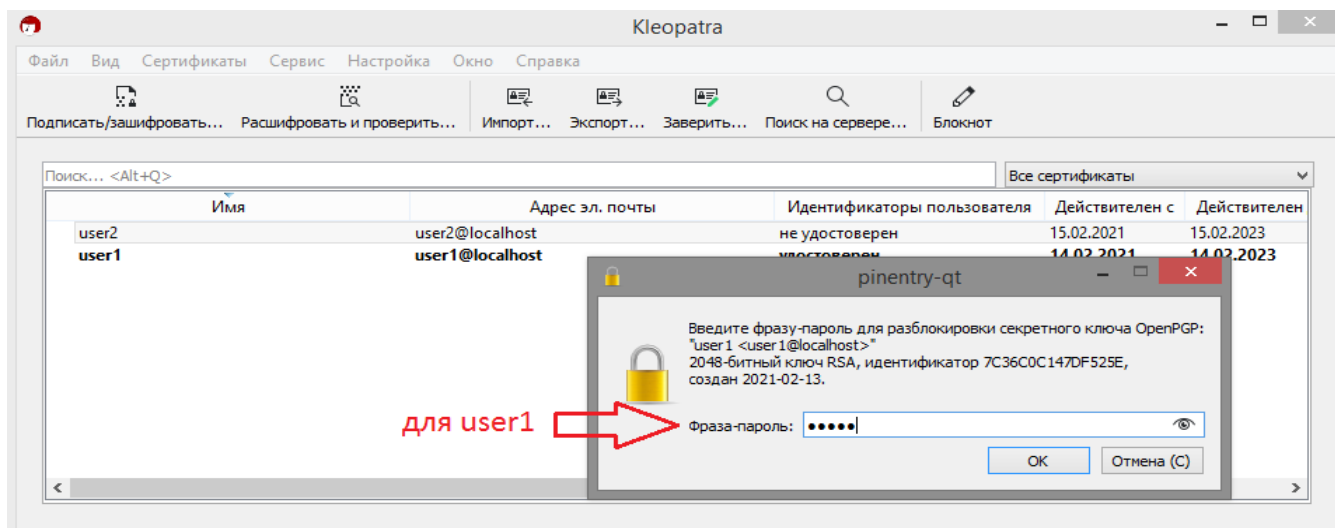 Kleopatra
Файл Вид Сертификаты Сервис Настройка Окно Справка
Подписать/зашифровать... Расшифровать и проверить... Импорт... Экспорт... Заверить... Поиск на сервере... Блокнот
Поиск... <Alt+Q> Все сертификаты
Имя Адрес эл. почты Идентификаторы пользователя Действителен с Действителен
user2 user2@localhost не удостоверен 15.02.2021 15.02.2023
user1 user1@localhost удостоверен 14.02.2021 14.02.2023
pinentry-qt
Введите фразу-пароль для разблокировки секретного ключа OpenPGP:
"user1 <user1@localhost>"
2048-битный ключ RSA, идентификатор 7C36C0C147DF525E,
создан 2021-02-13.
для user1 Фраза-пароль: •••••
OK Отмена (C)